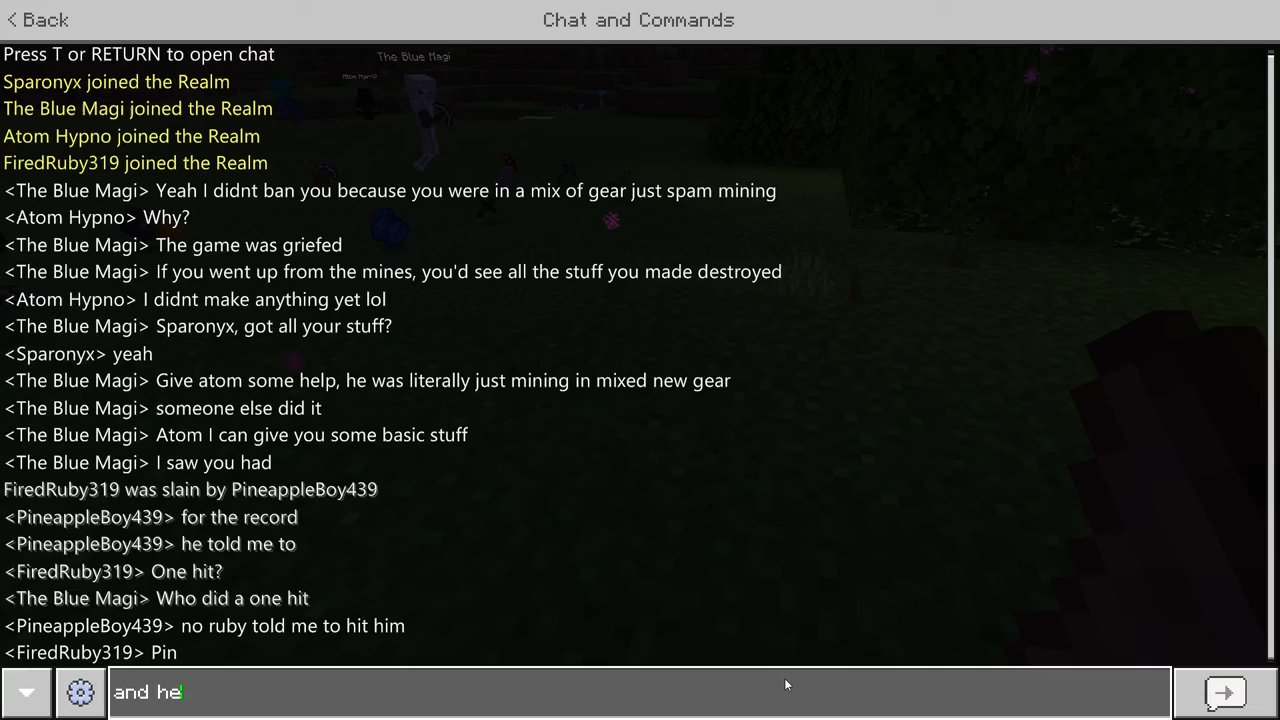 < Back
Chat and Commands
Press T or RETURN to open chat
The Blue Magi
Atom Hypno
Sparonyx joined the Realm
The Blue Magi joined the Realm
Atom Hypno joined the Realm
FiredRuby319 joined the Realm
<The Blue Magi> Yeah I didnt ban you because you were in a mix of gear just spam mining
<Atom Hypno> Why?
<The Blue Magi> The game was griefed
<The Blue Magi> If you went up from the mines, you'd see all the stuff you made destroyed
<Atom Hypno> I didnt make anything yet lol
<The Blue Magi> Sparonyx, got all your stuff?
<Sparonyx> yeah
<The Blue Magi> Give atom some help, he was literally just mining in mixed new gear
<The Blue Magi> someone else did it
<The Blue Magi> Atom I can give you some basic stuff
<The Blue Magi> I saw you had
FiredRuby319 was slain by PineappleBoy439
<PineappleBoy439> for the record
<PineappleBoy439> he told me to
<FiredRuby319> One hit?
<The Blue Magi> Who did a one hit
<PineappleBoy439> no ruby told me to hit him
<FiredRuby319> Pin
and he